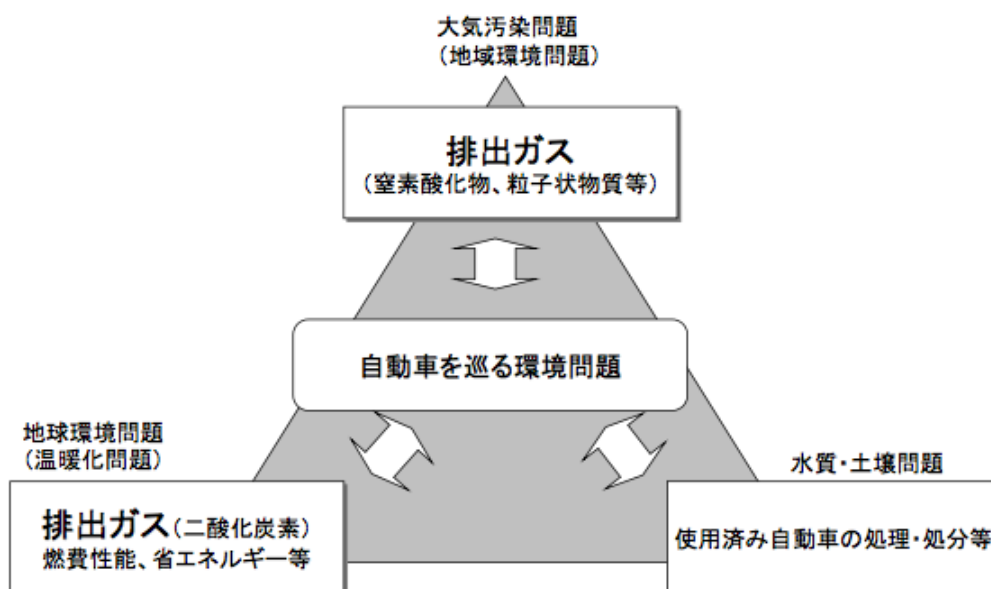 大気汚染問題
(地域環境問題)
排出ガス
(窒素酸化物、粒子状物質等)
自動車を巡る環境問題
地球環境問題
(温暖化問題)
排出ガス(二酸化炭素)
燃費性能、省エネルギー等
水質・土壌問題
使用済み自動車の処理・処分等